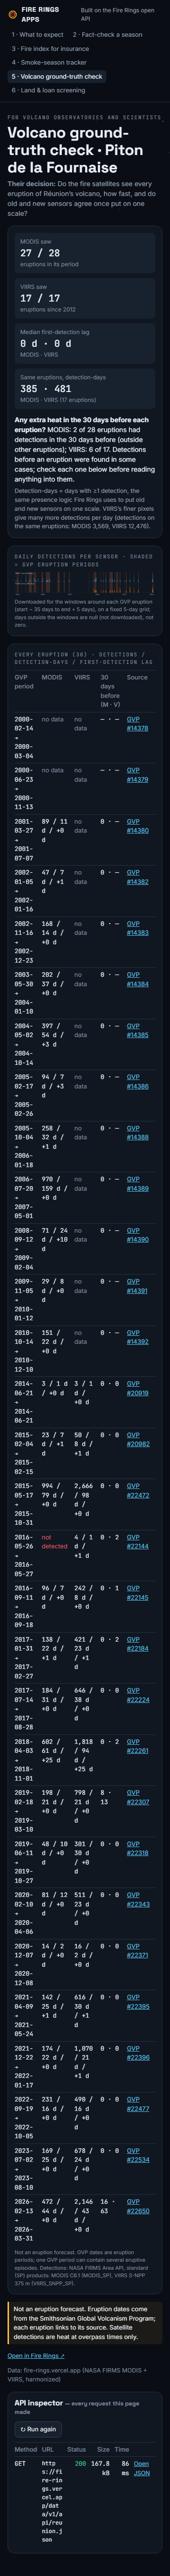 FIRE RINGS
APPS
Built on the Fire Rings open
API
1 · What to expect
2 · Fact-check a season
3 · Fire index for insurance
4 · Smoke-season tracker
5 · Volcano ground-truth check
6 · Land & loan screening
FOR VOLCANO OBSERVATORIES AND SCIENTISTS
Volcano ground-
truth check · Piton
de la Fournaise
Their decision: Do the fire satellites see every
eruption of Réunion's volcano, how fast, and do old
and new sensors agree once put on one
scale?
MODIS saw
27 / 28
eruptions in its period
VIIRS saw
17 / 17
eruptions since 2012
Median first-detection lag
0 d · 0 d
MODIS · VIIRS
Same eruptions, detection-days
385 · 481
MODIS · VIIRS (17 eruptions)
Any extra heat in the 30 days before each
eruption? MODIS: 2 of 28 eruptions had
detections in the 30 days before (outside
other eruptions); VIIRS: 6 of 17. Detections
before an eruption were found in some
cases; check each one below before reading
anything into them.
Detection-days = days with ≥1 detection, the
same presence logic Fire Rings uses to put old
and new sensors on one scale. VIIRS's finer pixels
give many more detections per day (detections on
the same eruptions: MODIS 3,569, VIIRS 12,476).
DAILY DETECTIONS PER SENSOR · SHADED
= GVP ERUPTION PERIODS
Downloaded for the windows around each GVP eruption
(start − 35 days to end + 5 days), on a fixed 5-day grid;
days outside the windows are null (not downloaded), not
zero.
EVERY ERUPTION (30) · DETECTIONS /
DETECTION-DAYS / FIRST-DETECTION LAG
GVP period MODIS VIIRS 30 days before (M · V) Source
2000-02-14 → 2000-03-04 no data no data — · — GVP #14378
2000-06-23 → 2000-11-13 no data no data — · — GVP #14379
2001-03-27 → 2001-07-07 89 / 11 d / +0 d no data 0 · — GVP #14380
2002-01-05 → 2002-01-16 47 / 7 d / +1 d no data 0 · — GVP #14382
2002-11-16 → 2002-12-23 168 / 14 d / +0 d no data 0 · — GVP #14383
2003-05-30 → 2004-01-10 202 / 37 d / +0 d no data 0 · — GVP #14384
2004-05-02 → 2004-10-14 397 / 54 d / +3 d no data 0 · — GVP #14385
2005-02-17 → 2005-02-26 94 / 7 d / +3 d no data 0 · — GVP #14386
2005-10-04 → 2006-01-18 258 / 32 d / +1 d no data 0 · — GVP #14388
2006-07-20 → 2007-05-01 970 / 159 d / +0 d no data 0 · — GVP #14389
2008-09-12 → 2009-02-04 71 / 24 d / +10 d no data 0 · — GVP #14390
2009-11-05 → 2010-01-12 29 / 8 d / +0 d no data 0 · — GVP #14391
2010-10-14 → 2010-12-10 151 / 22 d / +0 d no data 0 · — GVP #14392
2014-06-21 → 2014-06-21 3 / 1 d / +0 d 3 / 1 d / +0 d 0 · 0 GVP #20919
2015-02-04 → 2015-02-15 23 / 7 d / +1 d 50 / 8 d / +1 d 0 · 0 GVP #20982
2015-05-17 → 2015-10-31 994 / 79 d / +0 d 2,666 / 98 d / +0 d 0 · 0 GVP #22472
2016-05-26 → 2016-05-27 not detected 4 / 1 d / +1 d 0 · 2 GVP #22144
2016-09-11 → 2016-09-18 96 / 7 d / +0 d 242 / 8 d / +0 d 0 · 1 GVP #22145
2017-01-31 → 2017-02-27 138 / 22 d / +1 d 421 / 23 d / +1 d 0 · 2 GVP #22184
2017-07-14 → 2017-08-28 184 / 31 d / +0 d 646 / 38 d / +0 d 0 · 0 GVP #22224
2018-04-03 → 2018-11-01 602 / 61 d / +25 d 1,818 / 94 d / +25 d 0 · 2 GVP #22261
2019-02-18 → 2019-03-10 198 / 21 d / +0 d 798 / 21 d / +0 d 8 · 13 GVP #22307
2019-06-11 → 2019-10-27 48 / 10 d / +0 d 301 / 30 d / +0 d 0 · 0 GVP #22318
2020-02-10 → 2020-04-06 81 / 12 d / +0 d 511 / 23 d / +0 d 0 · 0 GVP #22343
2020-12-07 → 2020-12-08 14 / 2 d / +0 d 16 / 2 d / +0 d 0 · 0 GVP #22371
2021-04-09 → 2021-05-24 142 / 25 d / +1 d 616 / 30 d / +1 d 0 · 0 GVP #22395
2021-12-22 → 2022-01-17 174 / 22 d / +0 d 1,070 / 21 d / +1 d 0 · 0 GVP #22396
2022-09-19 → 2022-10-05 231 / 16 d / +0 d 490 / 16 d / +0 d 0 · 0 GVP #22477
2023-07-02 → 2023-08-10 169 / 25 d / +0 d 678 / 24 d / +0 d 0 · 0 GVP #22534
2026-02-13 → 2026-03-31 472 / 44 d / +0 d 2,146 / 43 d / +0 d 16 · 63 GVP #22650
Not an eruption forecast. GVP dates are eruption
periods; one GVP period can contain several eruptive
episodes. Detections: NASA FIRMS Area API, standard
(SP) products. MODIS C6.1 (MODIS_SP), VIIRS S-NPP
375 m (VIIRS_SNPP_SP).
Not an eruption forecast. Eruption dates come
from the Smithsonian Global Volcanism Program;
each eruption links to its source. Satellite
detections are heat at overpass times only.
Open in Fire Rings ↗
Data: fire-rings.vercel.app (NASA FIRMS MODIS +
VIIRS, harmonized)
API inspector — every request this page
made
↻ Run again
Method URL Status Size Time
GET https://fire-rings.vercel.app/data/v1/api/reunion.json 200 167.8 kB 86 ms Open JSON